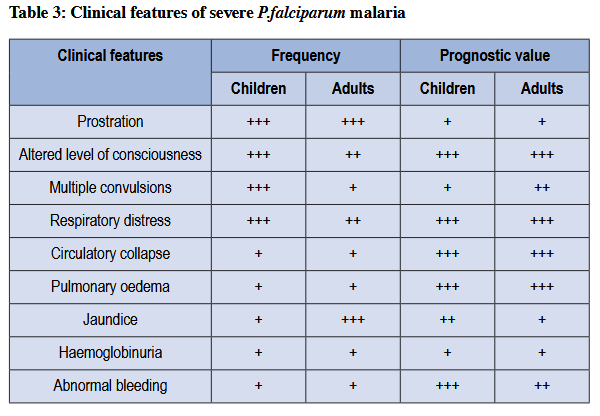 Table 3: Clinical features of severe P.falciparum malaria
Clinical features Frequency Prognostic value
Children Adults Children Adults
Prostration +++ +++ + +
Altered level of consciousness +++ ++ +++ +++
Multiple convulsions +++ + + ++
Respiratory distress +++ ++ +++ +++
Circulatory collapse + + +++ +++
Pulmonary oedema + + +++ +++
Jaundice + +++ ++ +
Haemoglobinuria + + + +
Abnormal bleeding + + +++ ++